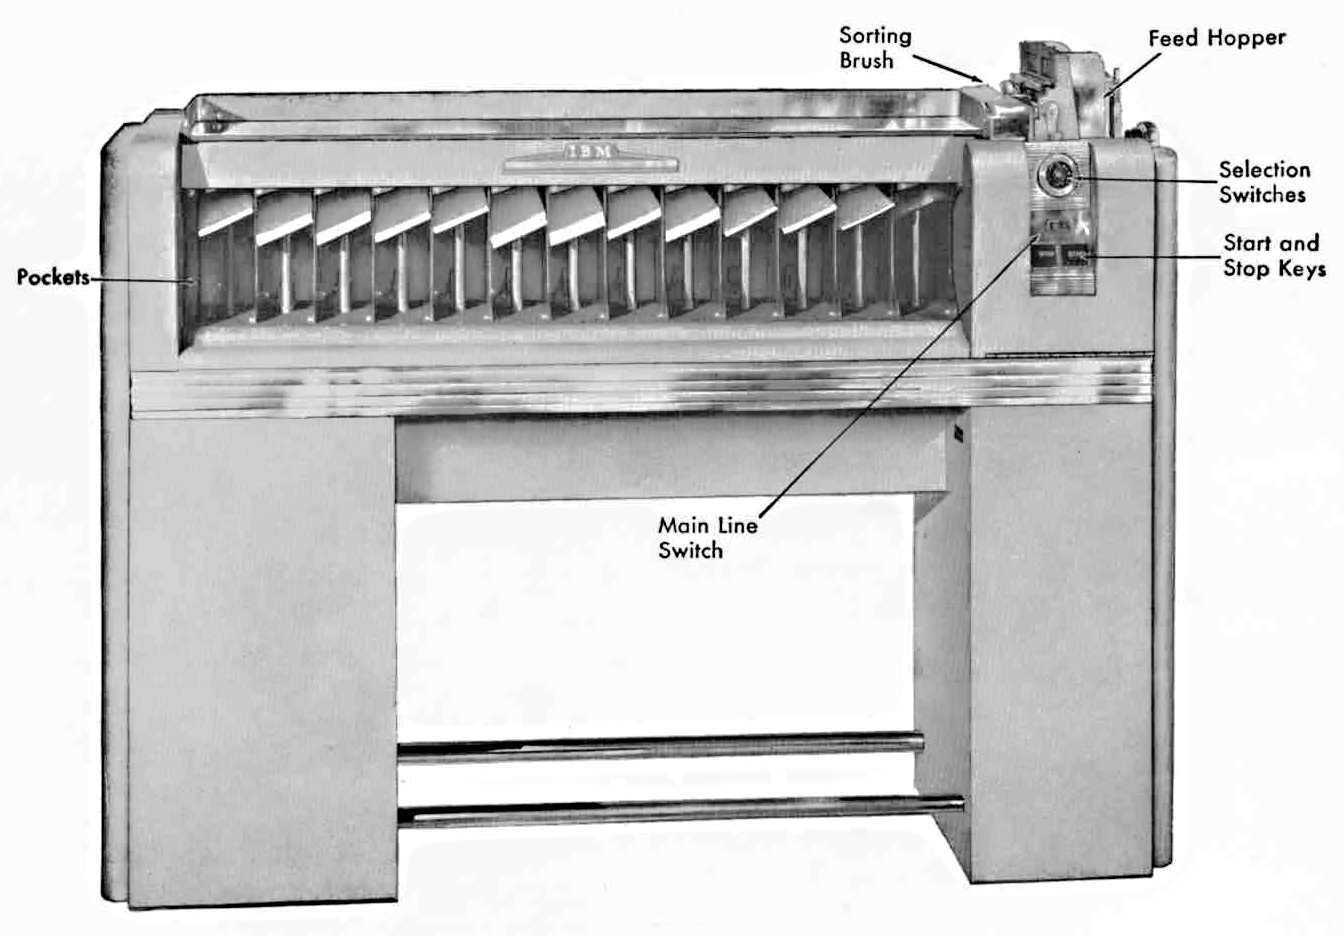 Sorting
Brush
Feed Hopper
IBM
Selection
Switches
Start and
Stop Keys
Pockets
Main Line
Switch